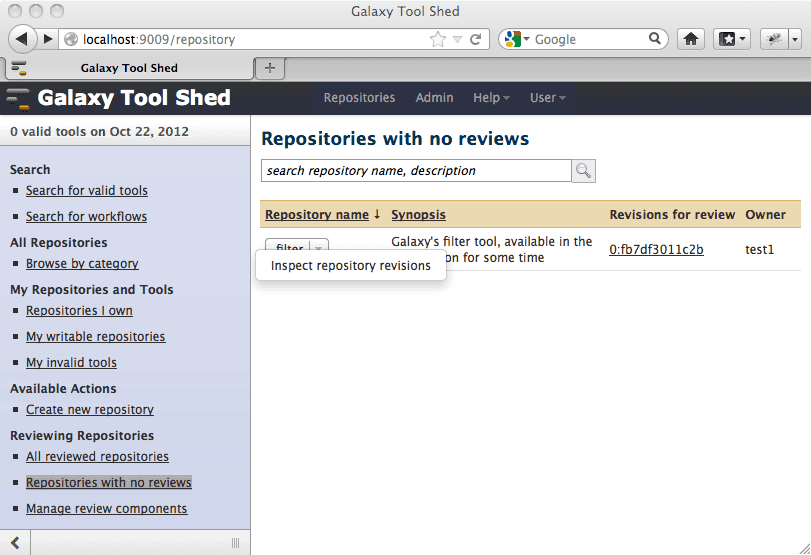 Galaxy Tool Shed
localhost:9009/repository
Google
Galaxy Tool Shed
Galaxy Tool Shed
Repositories
Admin
Help
User
0 valid tools on Oct 22, 2012
Search
Search for valid tools
Search for workflows
All Repositories
Browse by category
My Repositories and Tools
Repositories I own
My writable repositories
My invalid tools
Available Actions
Create new repository
Reviewing Repositories
All reviewed repositories
Repositories with no reviews
Manage review components
Repositories with no reviews
search repository name, description
Repository name ↓ Synopsis Revisions for review Owner
filter
Galaxy's filter tool, available in the
on for some time
0:fb7df3011c2b
test1
Inspect repository revisions